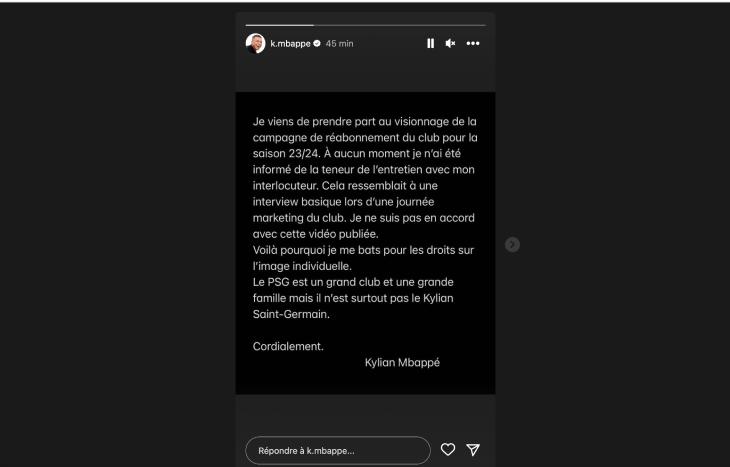 k.mbappe 45 min
Je viens de prendre part au visionnage de la
campagne de réabonnement du club pour la
saison 23/24. À aucun moment je n’ai été
informé de la teneur de l’entretien avec mon
interlocuteur. Cela ressemblait à une
interview basique lors d’une journée
marketing du club. Je ne suis pas en accord
avec cette vidéo publiée.
Voilà pourquoi je me bats pour les droits sur
l’image individuelle.
Le PSG est un grand club et une grande
famille mais il n’est surtout pas le Kylian
Saint-Germain.
Cordialement.
Kylian Mbappé
Répondre à k.mbappe...